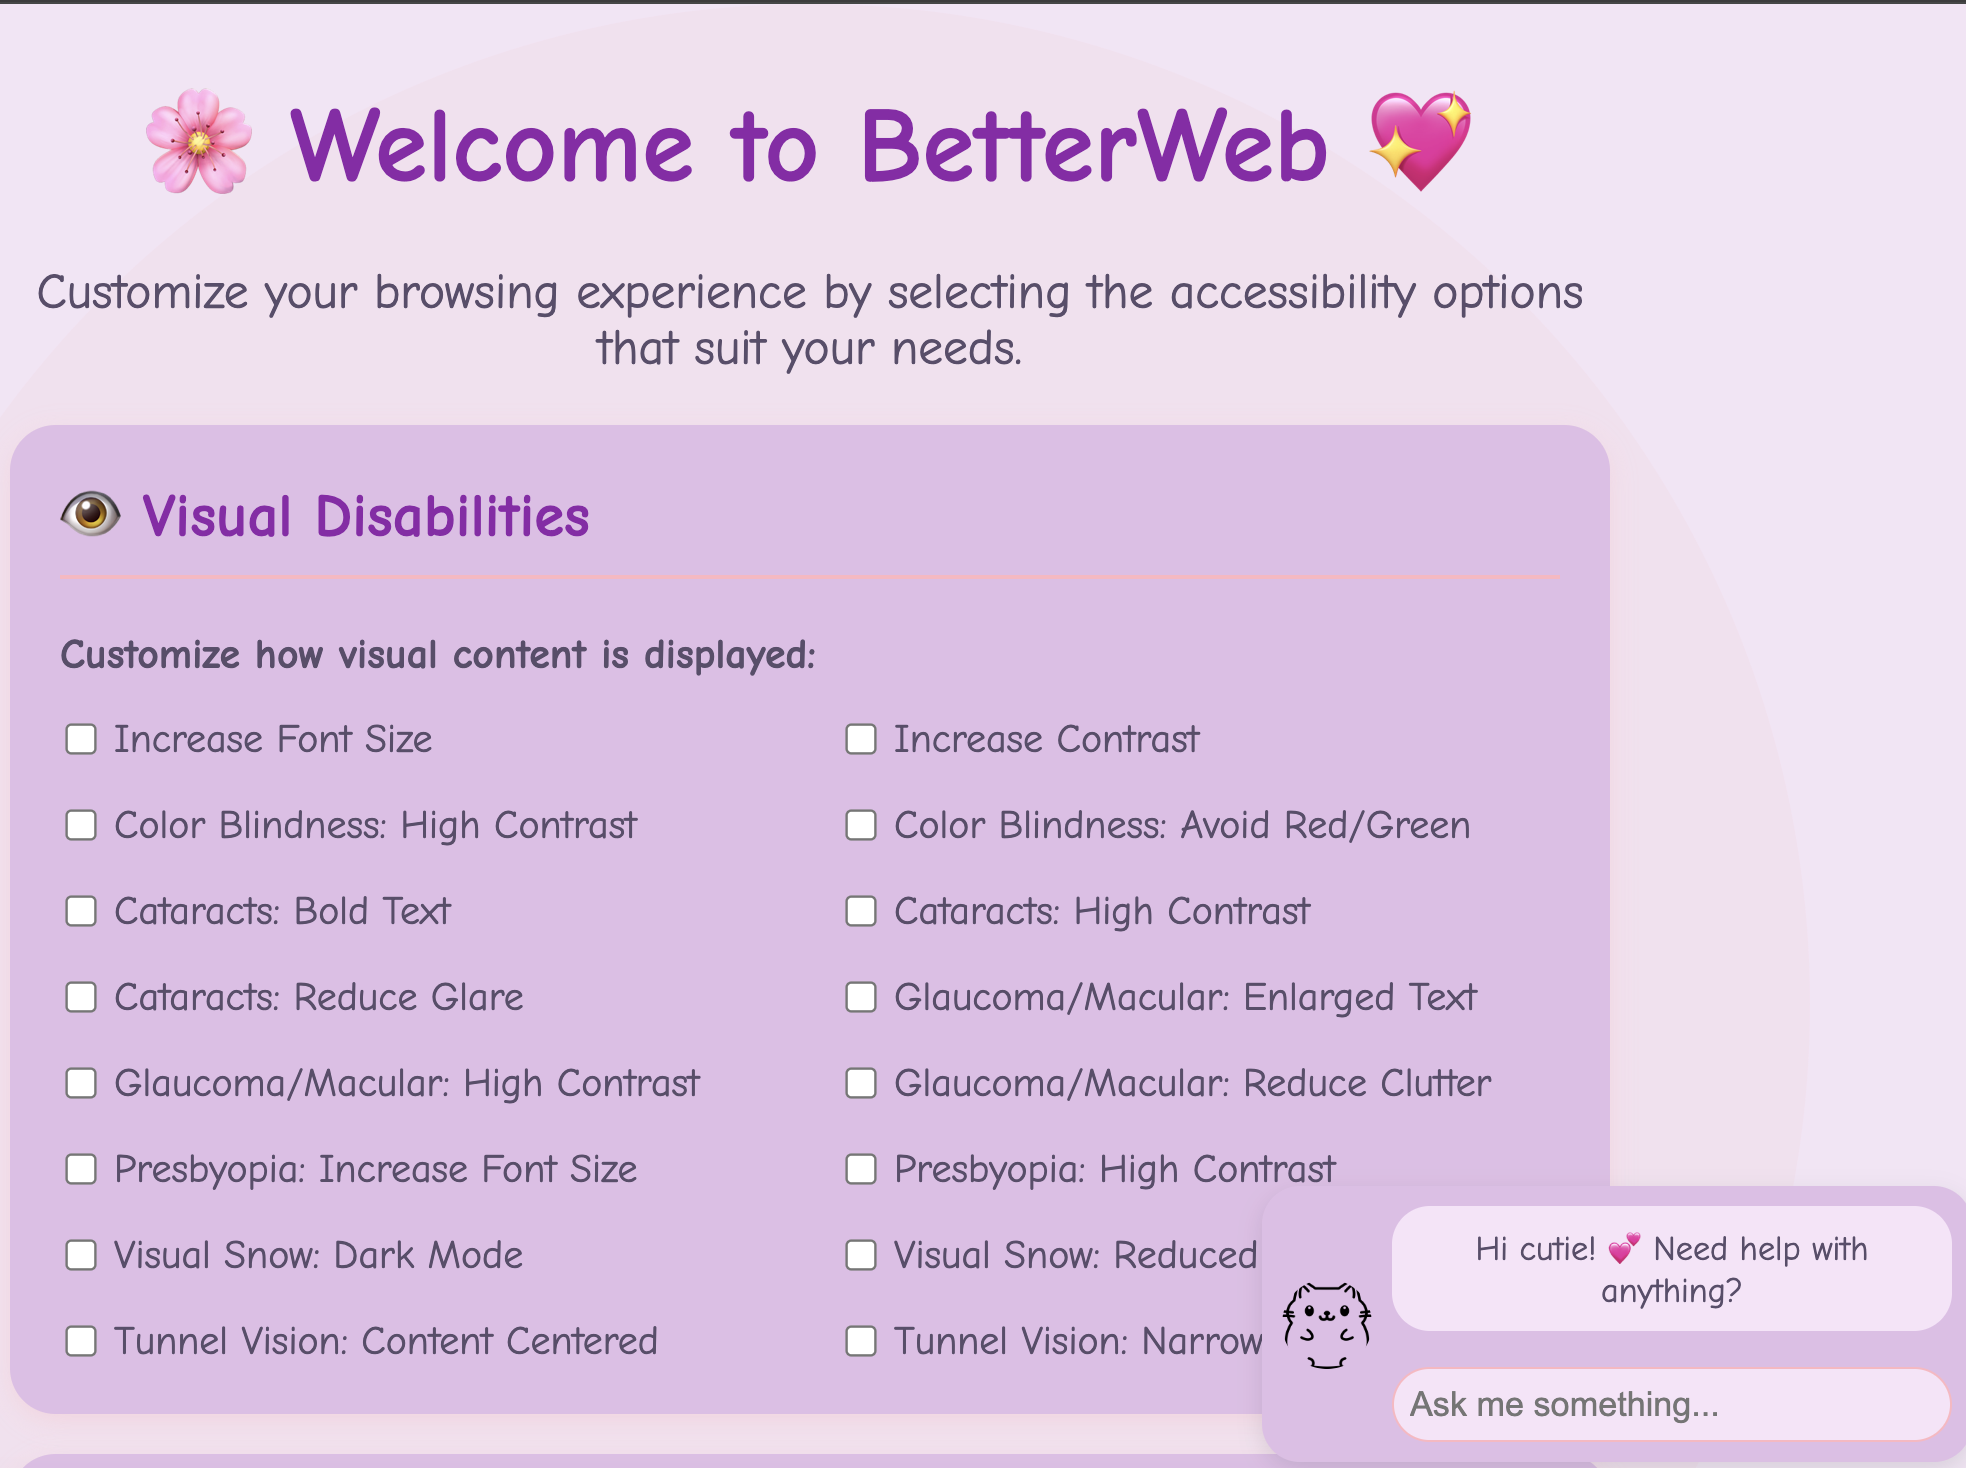 🌸 Welcome to BetterWeb 💖
Customize your browsing experience by selecting the accessibility options
that suit your needs.
👁️ Visual Disabilities
Customize how visual content is displayed:
Increase Font Size
Increase Contrast
Color Blindness: High Contrast
Color Blindness: Avoid Red/Green
Cataracts: Bold Text
Cataracts: High Contrast
Cataracts: Reduce Glare
Glaucoma/Macular: Enlarged Text
Glaucoma/Macular: High Contrast
Glaucoma/Macular: Reduce Clutter
Presbyopia: Increase Font Size
Presbyopia: High Contrast
Visual Snow: Dark Mode
Visual Snow: Reduced
Tunnel Vision: Content Centered
Tunnel Vision: Narrow
Hi cutie! 💕 Need help with
anything?
Ask me something...